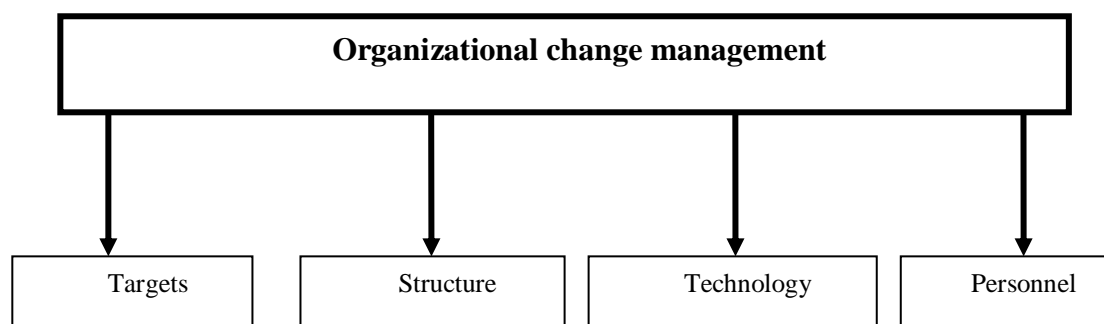 Organizational change management
Targets
Structure
Technology
Personnel